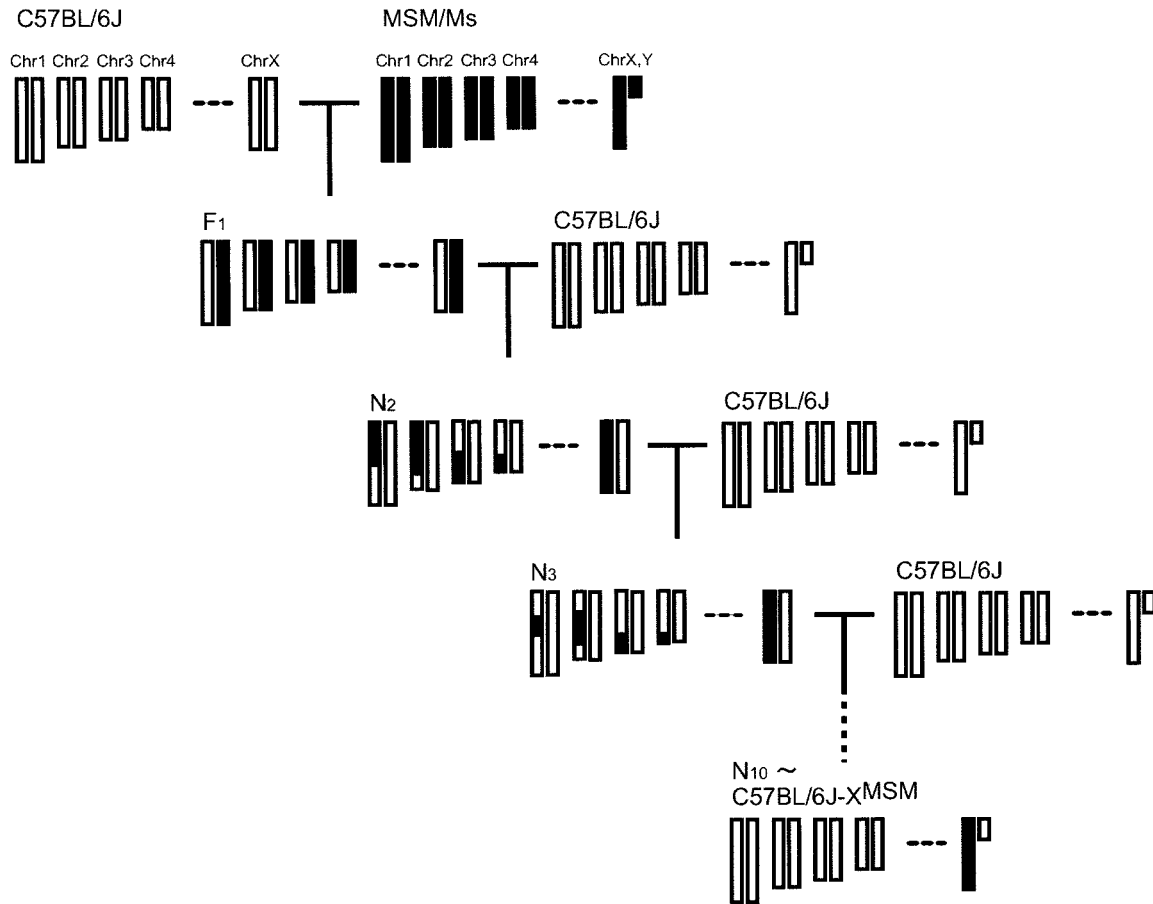 C57BL/6J MSM/Ms
Chr1 Chr2 Chr3 Chr4 ChrX Chr1 Chr2 Chr3 Chr4 ChrX,Y
F1 C57BL/6J
N2 C57BL/6J
N3 C57BL/6J
N10 ~
C57BL/6J-XMSM